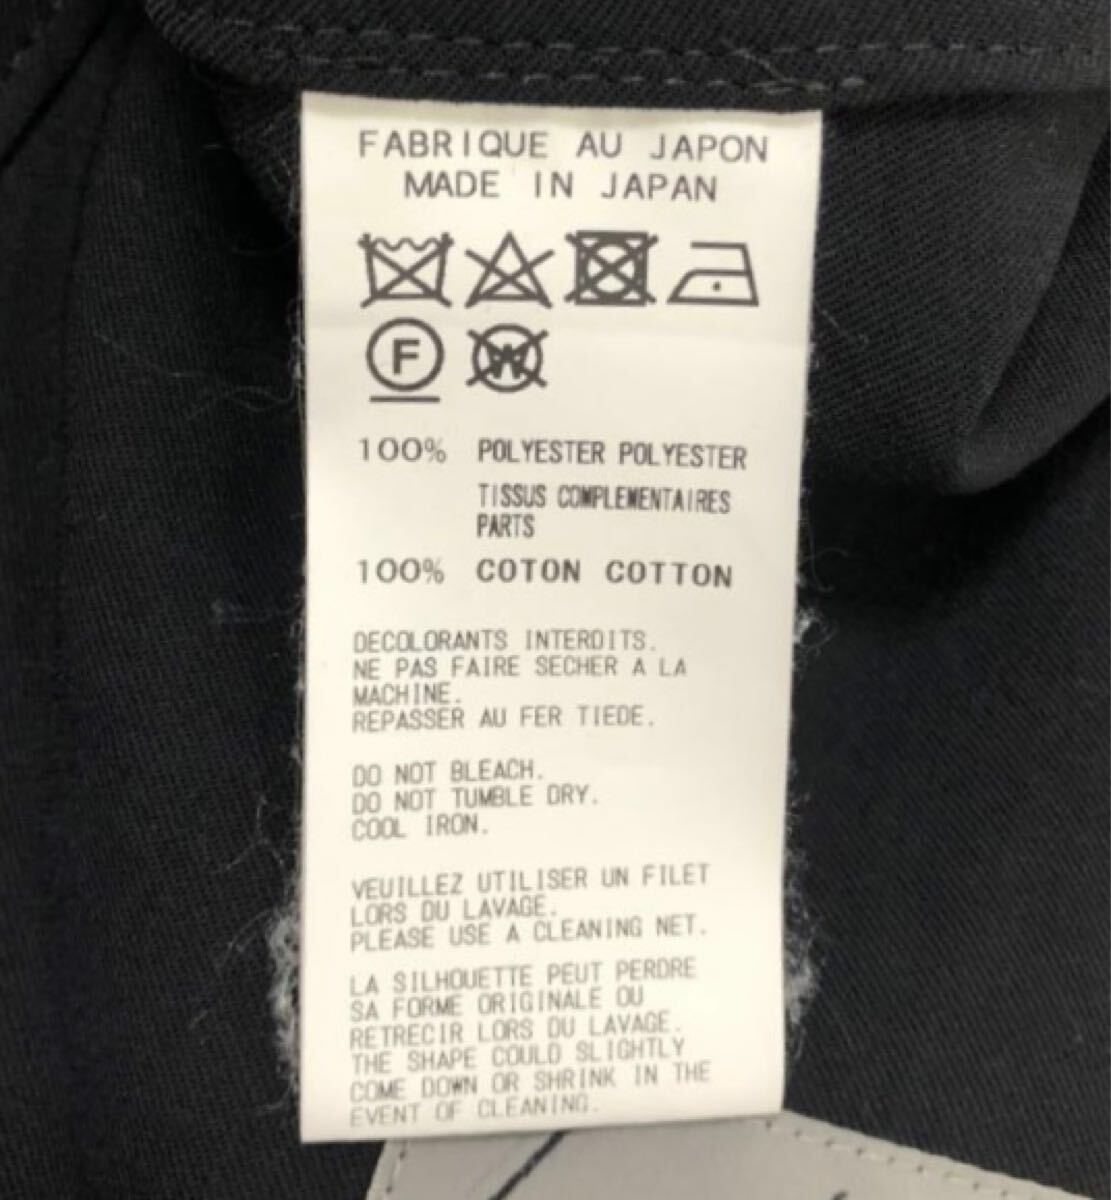 FABRIQUE AU JAPON
MADE IN JAPAN
F W
100% POLYESTER POLYESTER
TISSUS COMPLEMENTAIRES
PARTS
100% COTON COTTON
DECOLORANTS INTERDITS.
NE PAS FAIRE SECHER A LA
MACHINE.
REPASSER AU FER TIEDE.
DO NOT BLEACH.
DO NOT TUMBLE DRY.
COOL IRON.
VEUILLEZ UTILISER UN FILET
LORS DU LAVAGE.
PLEASE USE A CLEANING NET.
LA SILHOUETTE PEUT PERDRE
SA FORME ORIGINALE OU
RETRECIR LORS DU LAVAGE.
THE SHAPE COULD SLIGHTLY
COME DOWN OR SHRINK IN THE
EVENT OF CLEANING.